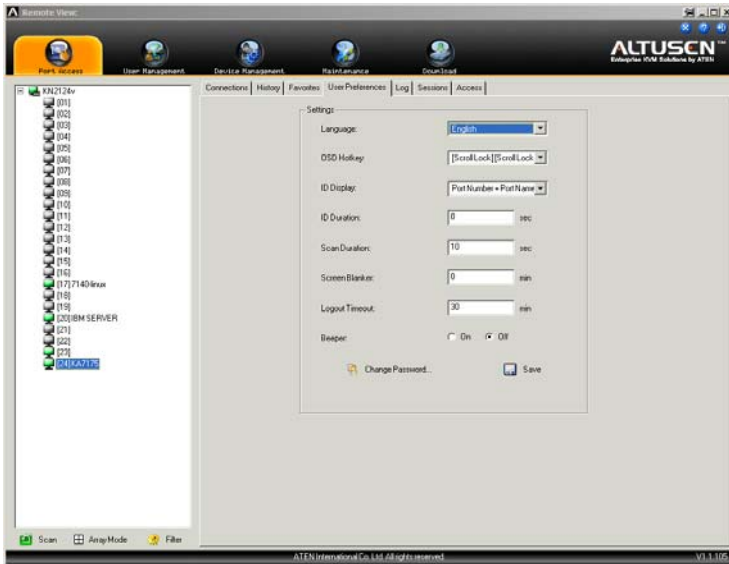 Remote View:
Port Access
User Management
Device Management
Maintenance
Download
ALTUSEN™
Enterprise KVM Solutions by ATEN
KN2124v
[01]
[02]
[03]
[04]
[05]
[06]
[07]
[08]
[09]
[10]
[11]
[12]
[13]
[14]
[15]
[16]
[17]7140-linux
[18]
[19]
[20]IBM SERVER
[21]
[22]
[23]
[24]KA7175
Scan
Array Mode
Filter
Connections
History
Favorites
User Preferences
Log
Sessions
Access
Settings
Language: English
OSD Hotkey: [Scroll Lock][Scroll Lock
ID Display: Port Number + Port Name
ID Duration: 0 sec
Scan Duration: 10 sec
Screen Blanker: 0 min
Logout Timeout: 30 min
Beeper: On Off
Change Password...
Save
ATEN International Co. Ltd. All rights reserved.
V1.1.105